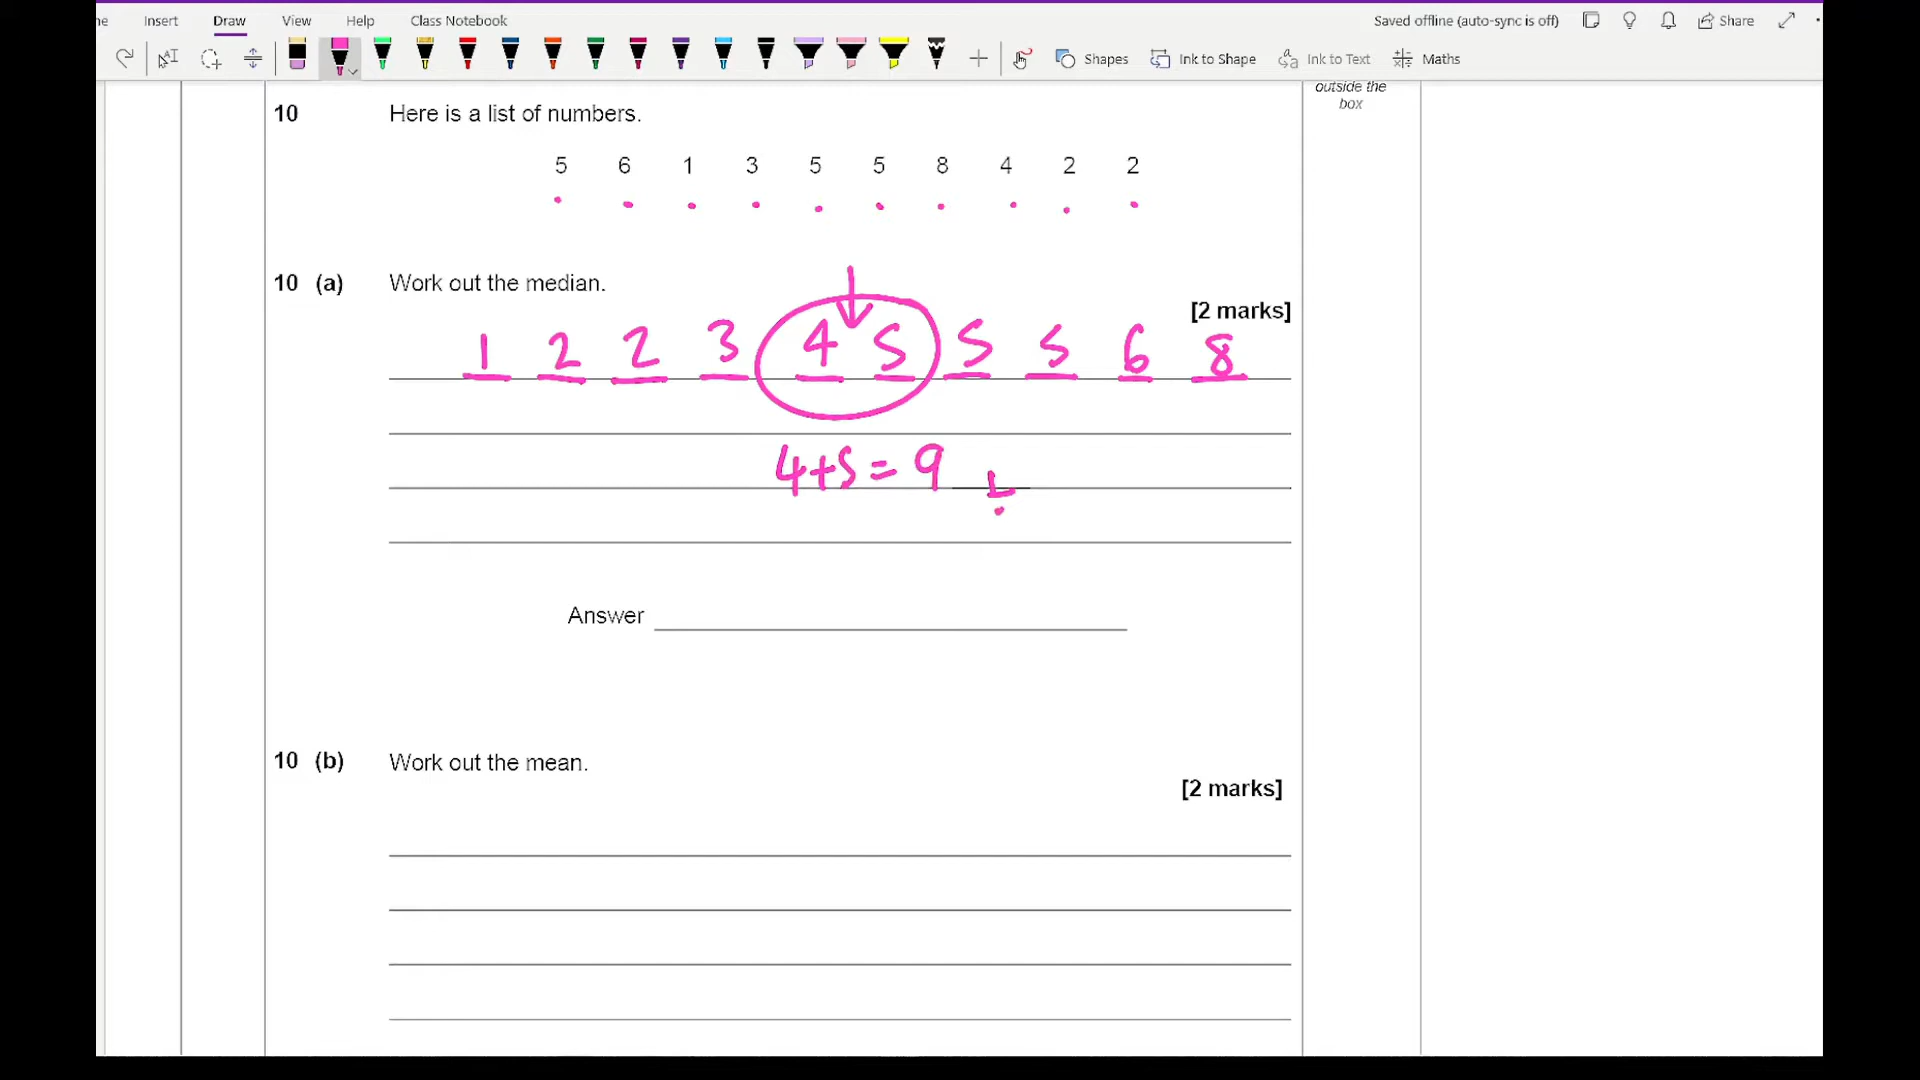 Insert Draw View Help Class Notebook Saved offline (auto-sync is off) Share
Shapes Ink to Shape Ink to Text Maths
outside the
box
10 Here is a list of numbers.
5 6 1 3 5 5 8 4 2 2
10 (a) Work out the median.
[2 marks]
1 2 2 3 4 5 5 5 6 8
4+5=9
Answer
10 (b) Work out the mean.
[2 marks]